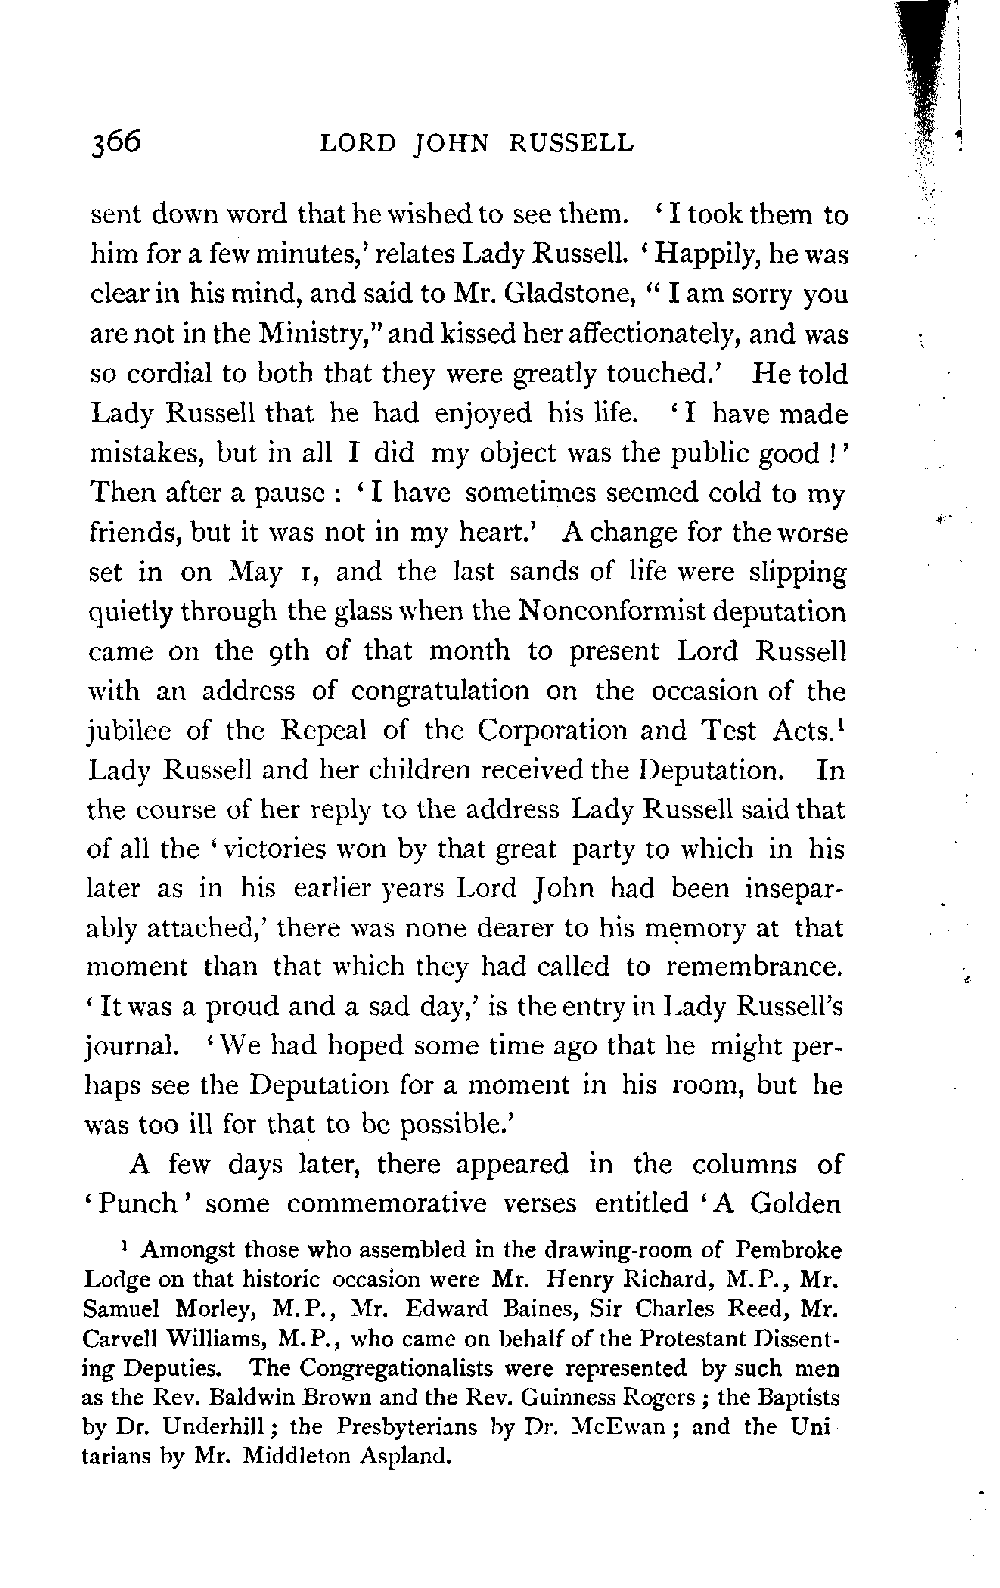 366 LORD JOHN RUSSELL
sent down word that he wished to see them. ‘ I took them to
him for a few minutes,’ relates Lady Russell. ‘ Happily, he was
clear in his mind, and said to Mr. Gladstone, “ I am sorry you
are not in the Ministry,” and kissed her affectionately, and was
so cordial to both that they were greatly touched.’ He told
Lady Russell that he had enjoyed his life. ‘ I have made
mistakes, but in all I did my object was the public good ! ’
Then after a pause : ‘ I have sometimes seemed cold to my
friends, but it was not in my heart.’ A change for the worse
set in on May 1, and the last sands of life were slipping
quietly through the glass when the Nonconformist deputation
came on the 9th of that month to present Lord Russell
with an address of congratulation on the occasion of the
jubilee of the Repeal of the Corporation and Test Acts.¹
Lady Russell and her children received the Deputation. In
the course of her reply to the address Lady Russell said that
of all the ‘ victories won by that great party to which in his
later as in his earlier years Lord John had been insepar-
ably attached,’ there was none dearer to his memory at that
moment than that which they had called to remembrance.
‘ It was a proud and a sad day,’ is the entry in Lady Russell’s
journal. ‘ We had hoped some time ago that he might per-
haps see the Deputation for a moment in his room, but he
was too ill for that to be possible.’
A few days later, there appeared in the columns of
‘ Punch ’ some commemorative verses entitled ‘ A Golden
¹ Amongst those who assembled in the drawing-room of Pembroke
Lodge on that historic occasion were Mr. Henry Richard, M.P., Mr.
Samuel Morley, M.P., Mr. Edward Baines, Sir Charles Reed, Mr.
Carvell Williams, M.P., who came on behalf of the Protestant Dissent-
ing Deputies. The Congregationalists were represented by such men
as the Rev. Baldwin Brown and the Rev. Guinness Rogers ; the Baptists
by Dr. Underhill ; the Presbyterians by Dr. McEwan ; and the Uni
tarians by Mr. Middleton Aspland.